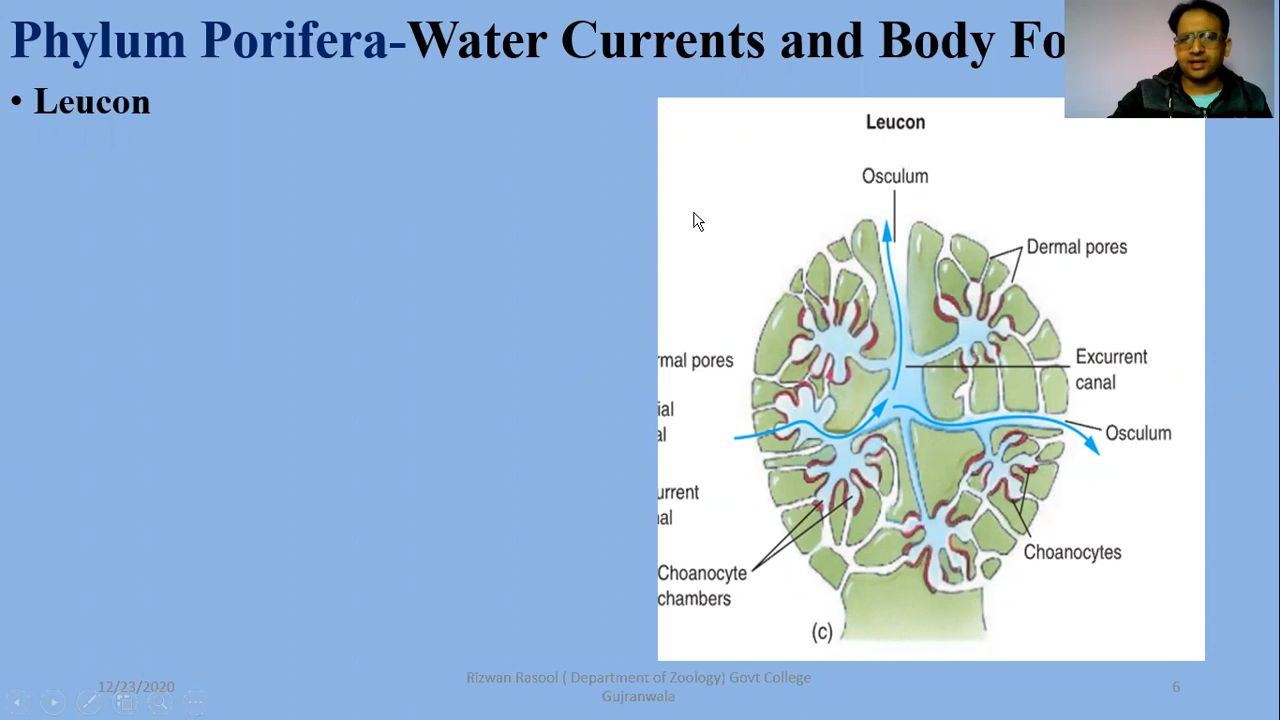 Phylum Porifera-Water Currents and Body Fo
• Leucon
Leucon
Osculum
Dermal pores
rmal pores
Excurrent
canal
ial
al
Osculum
urrent
nal
Choanocytes
Choanocyte
chambers
(c)
12/23/2020
Rizwan Rasool ( Department of Zoology) Govt College
Gujranwala
6